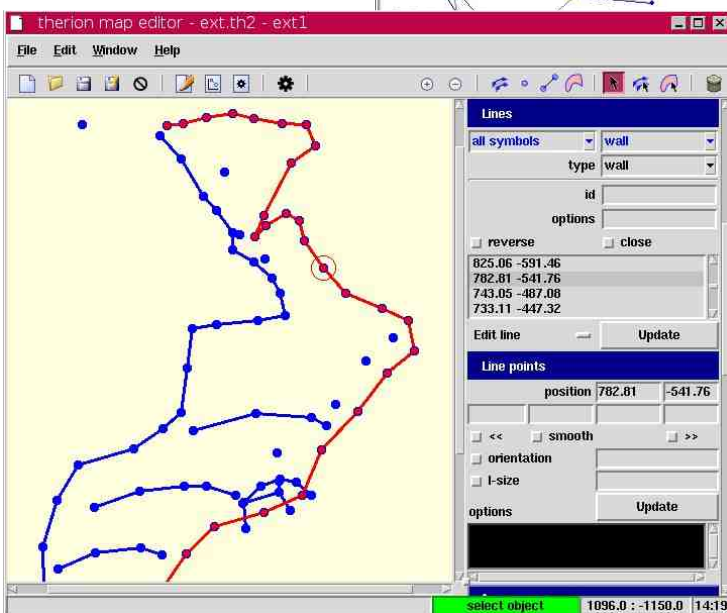 therion map editor - ext.th2 - ext1
File Edit Window Help
Lines
all symbols wall
type wall
id
options
reverse close
825.06 -591.46
782.81 -541.76
743.05 -487.08
733.11 -447.32
Edit line Update
Line points
position 782.81 -541.76
<< smooth >>
orientation
l-size
options Update
select object 1096.0 : -1150.0